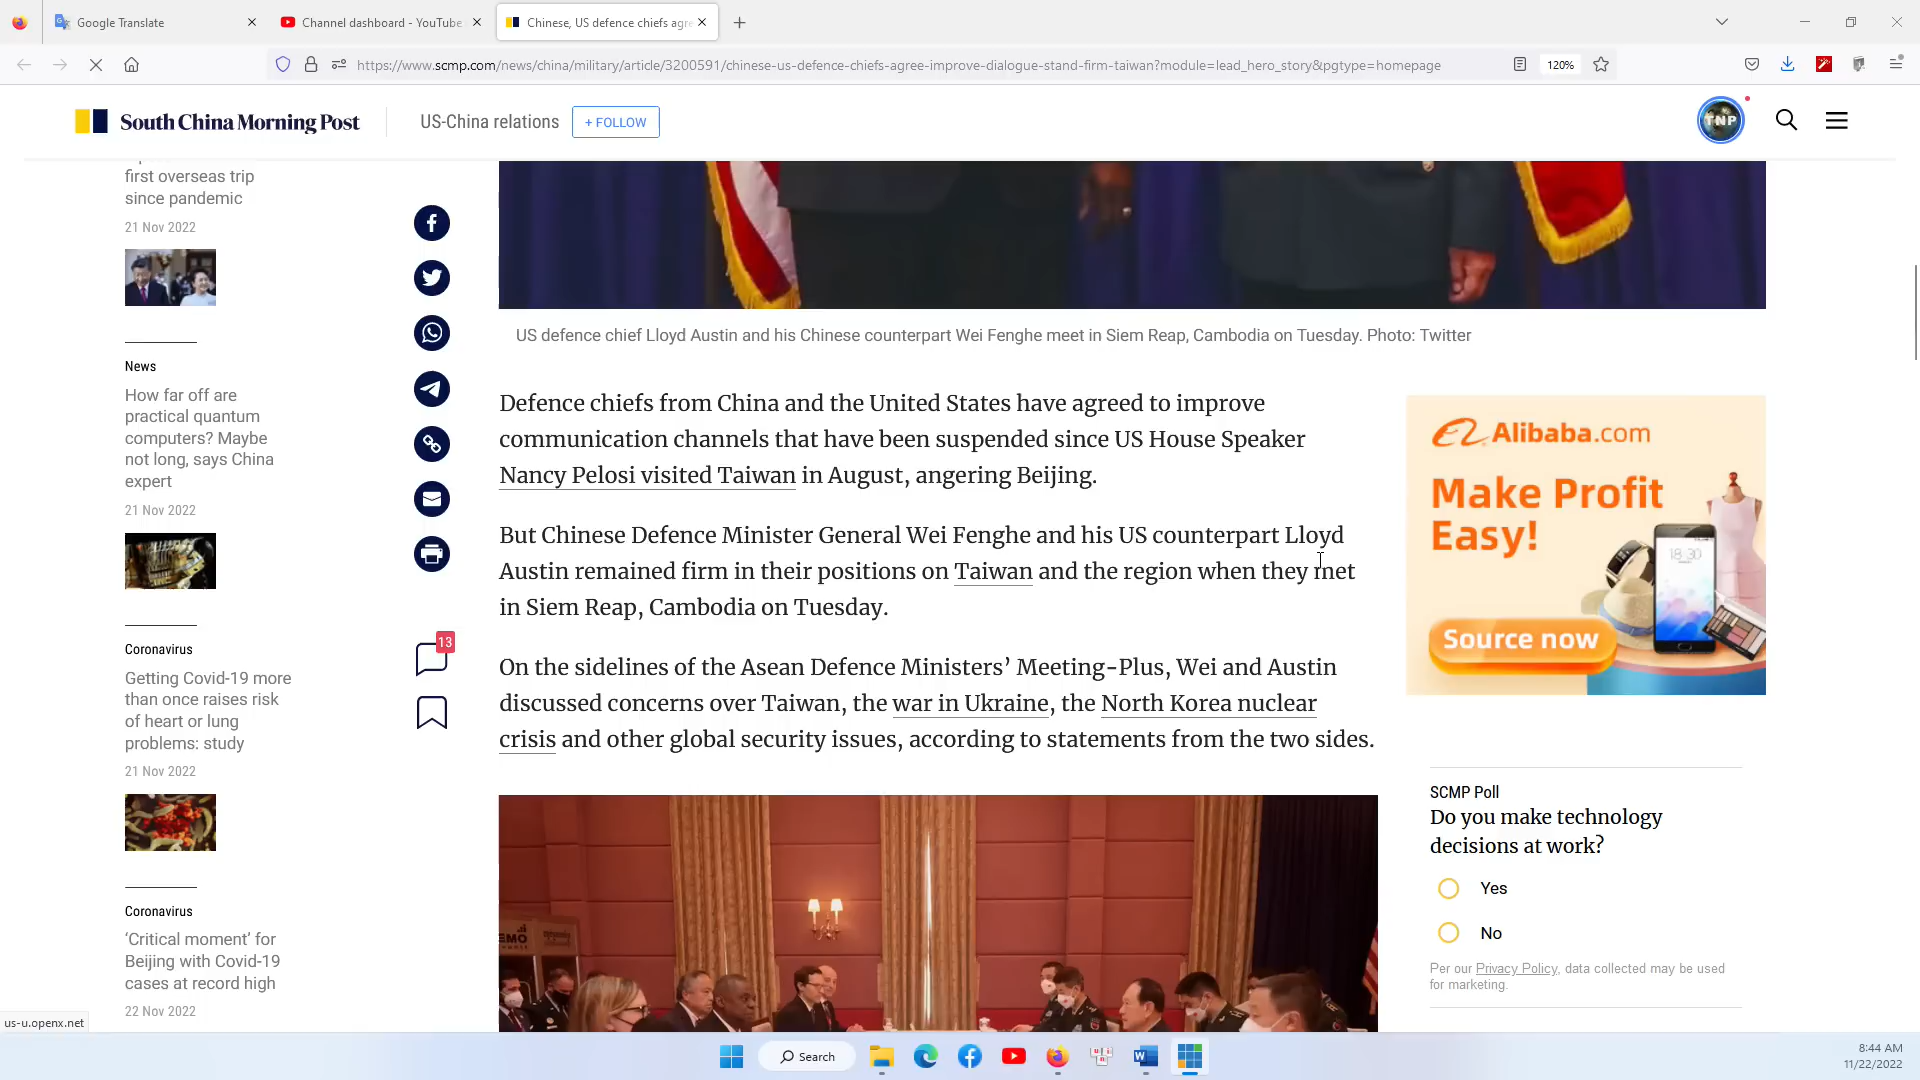 Google Translate
Channel dashboard - YouTube
Chinese, US defence chiefs agre
https://www.scmp.com/news/china/military/article/3200591/chinese-us-defence-chiefs-agree-improve-dialogue-stand-firm-taiwan?module=lead_hero_story&pgtype=homepage
120%
South China Morning Post
US-China relations
+ FOLLOW
TNP
first overseas trip
since pandemic
21 Nov 2022
News
How far off are
practical quantum
computers? Maybe
not long, says China
expert
21 Nov 2022
Coronavirus
Getting Covid-19 more
than once raises risk
of heart or lung
problems: study
21 Nov 2022
Coronavirus
‘Critical moment’ for
Beijing with Covid-19
cases at record high
22 Nov 2022
13
US defence chief Lloyd Austin and his Chinese counterpart Wei Fenghe meet in Siem Reap, Cambodia on Tuesday. Photo: Twitter
Defence chiefs from China and the United States have agreed to improve
communication channels that have been suspended since US House Speaker
Nancy Pelosi visited Taiwan in August, angering Beijing.
But Chinese Defence Minister General Wei Fenghe and his US counterpart Lloyd
Austin remained firm in their positions on Taiwan and the region when they met
in Siem Reap, Cambodia on Tuesday.
On the sidelines of the Asean Defence Ministers’ Meeting-Plus, Wei and Austin
discussed concerns over Taiwan, the war in Ukraine, the North Korea nuclear
crisis and other global security issues, according to statements from the two sides.
Alibaba.com
Make Profit
Easy!
18:30
Source now
SCMP Poll
Do you make technology
decisions at work?
Yes
No
Per our Privacy Policy, data collected may be used
for marketing.
us-u.openx.net
Search
8:44 AM
11/22/2022